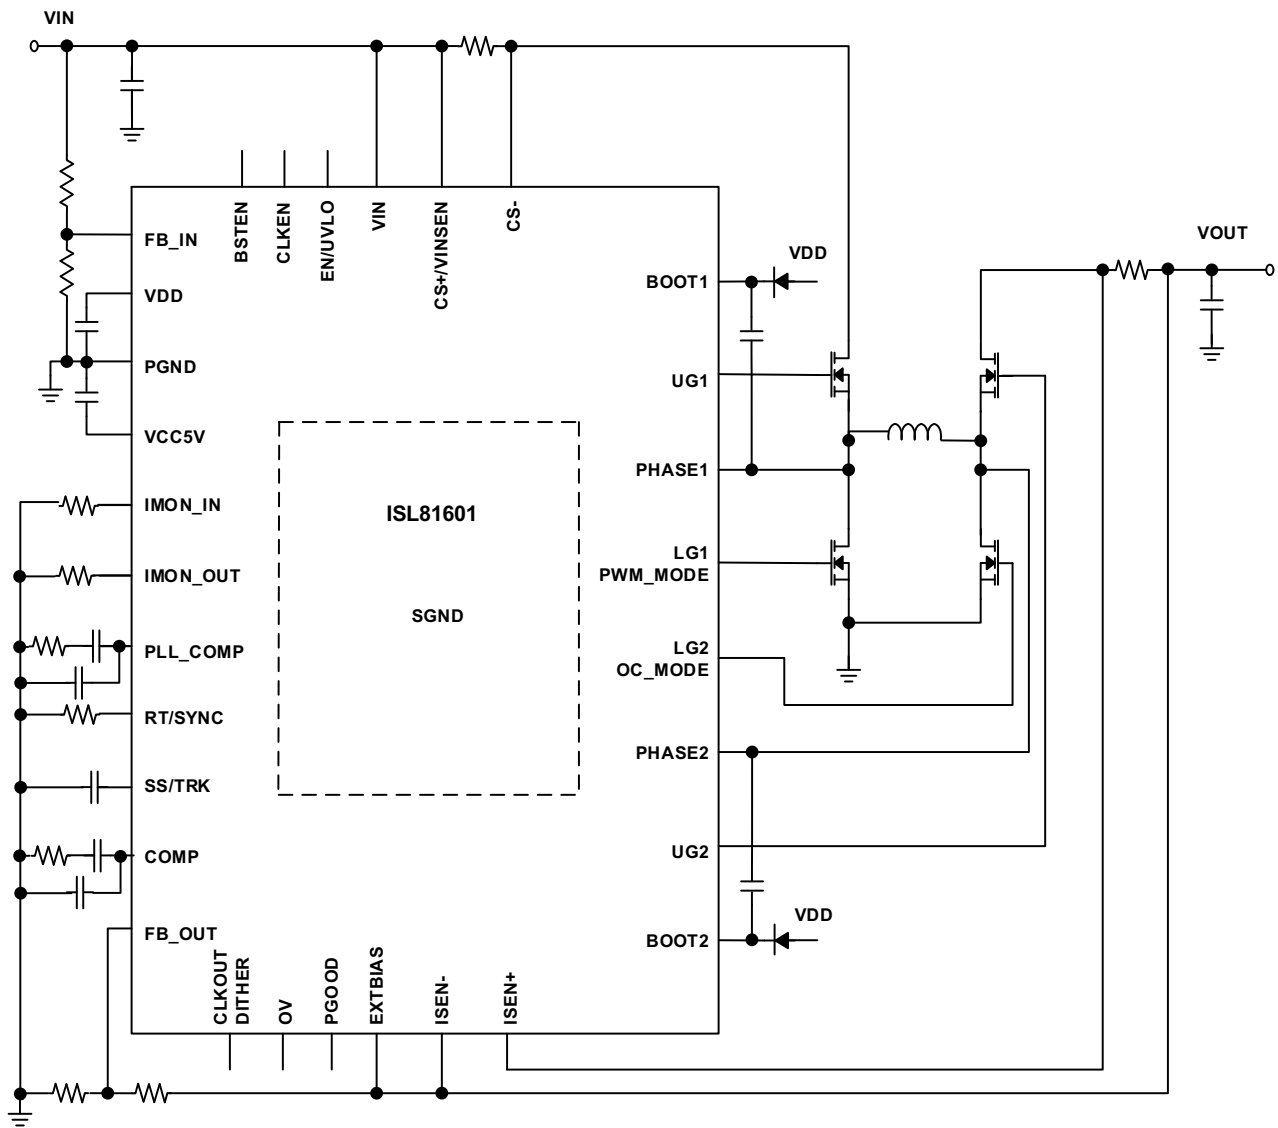 VIN
BSTEN
CLKEN
EN/UVLO
VIN
CS+/VINSEN
CS-
FB_IN
VDD
PGND
VCC5V
IMON_IN
IMON_OUT
PLL_COMP
RT/SYNC
SS/TRK
COMP
FB_OUT
ISL81601
SGND
BOOT1
UG1
PHASE1
LG1
PWM_MODE
LG2
OC_MODE
PHASE2
UG2
BOOT2
VDD
VOUT
VDD
CLKOUT
DITHER
OV
PGOOD
EXTBIAS
ISEN-
ISEN+